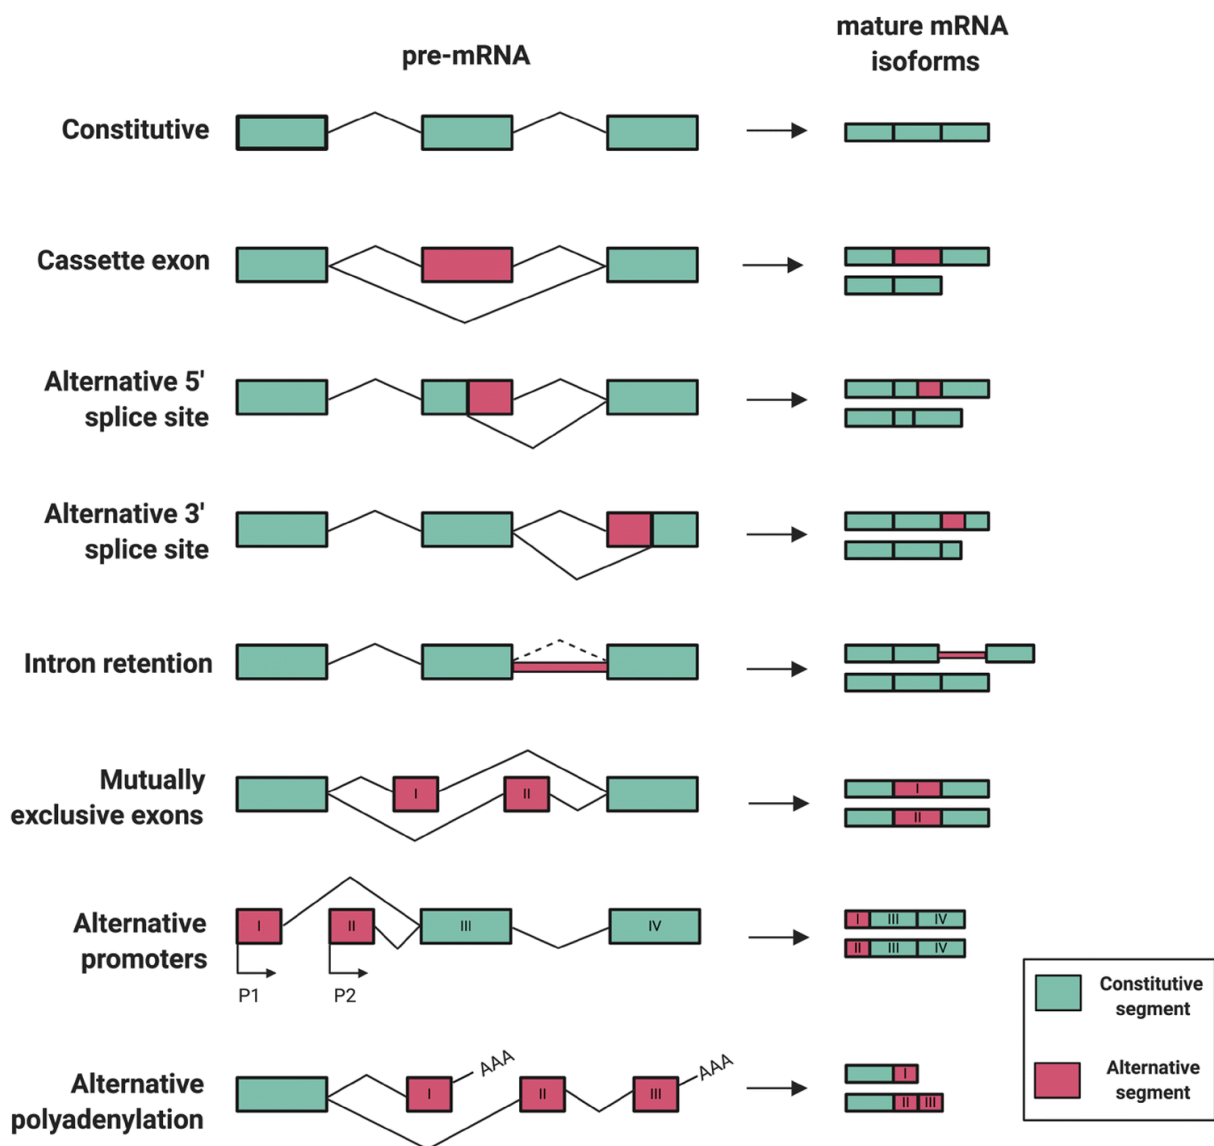 pre-mRNA
mature mRNA
isoforms
Constitutive
Cassette exon
Alternative 5'
splice site
Alternative 3'
splice site
Intron retention
Mutually
exclusive exons
I
II
I
II
Alternative
promoters
I
II
III
IV
P1
P2
I
III
IV
II
III
IV
Alternative
polyadenylation
I
AAA
II
III
AAA
I
II
III
Constitutive
segment
Alternative
segment